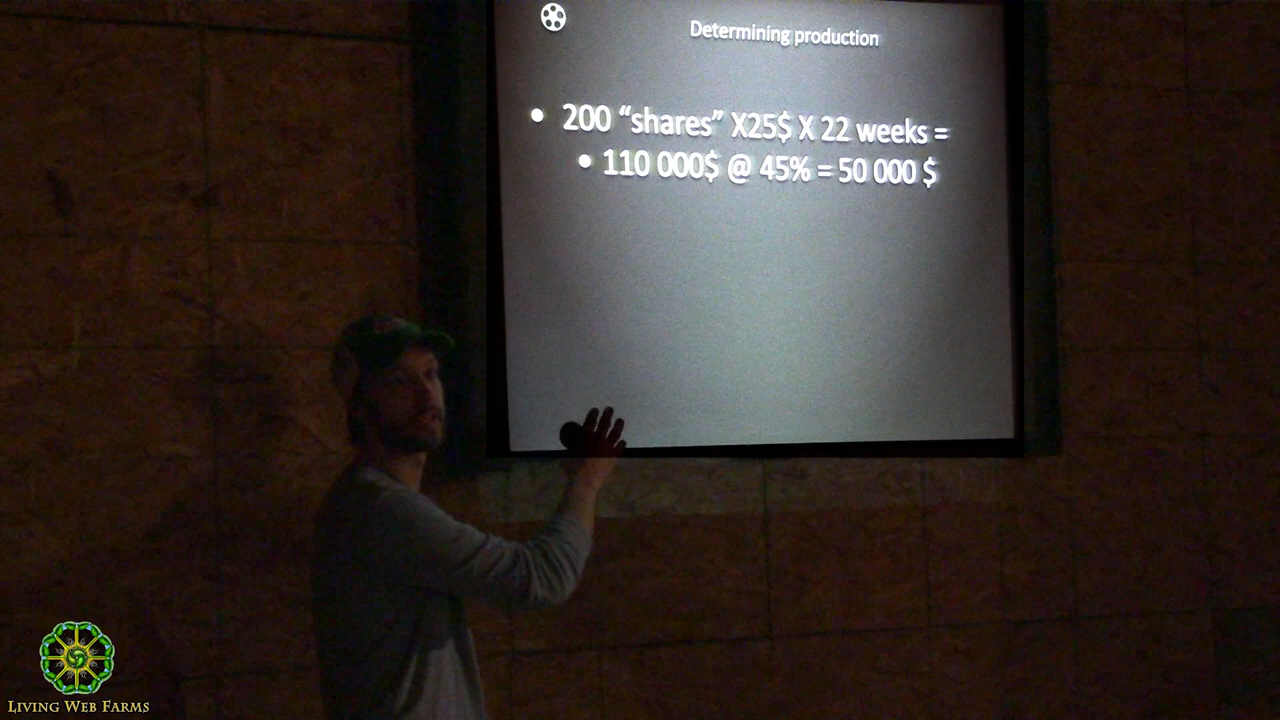 Determining production
• 200 “shares” X25$ X 22 weeks =
• 110 000$ @ 45% = 50 000 $
LIVING WEB FARMS